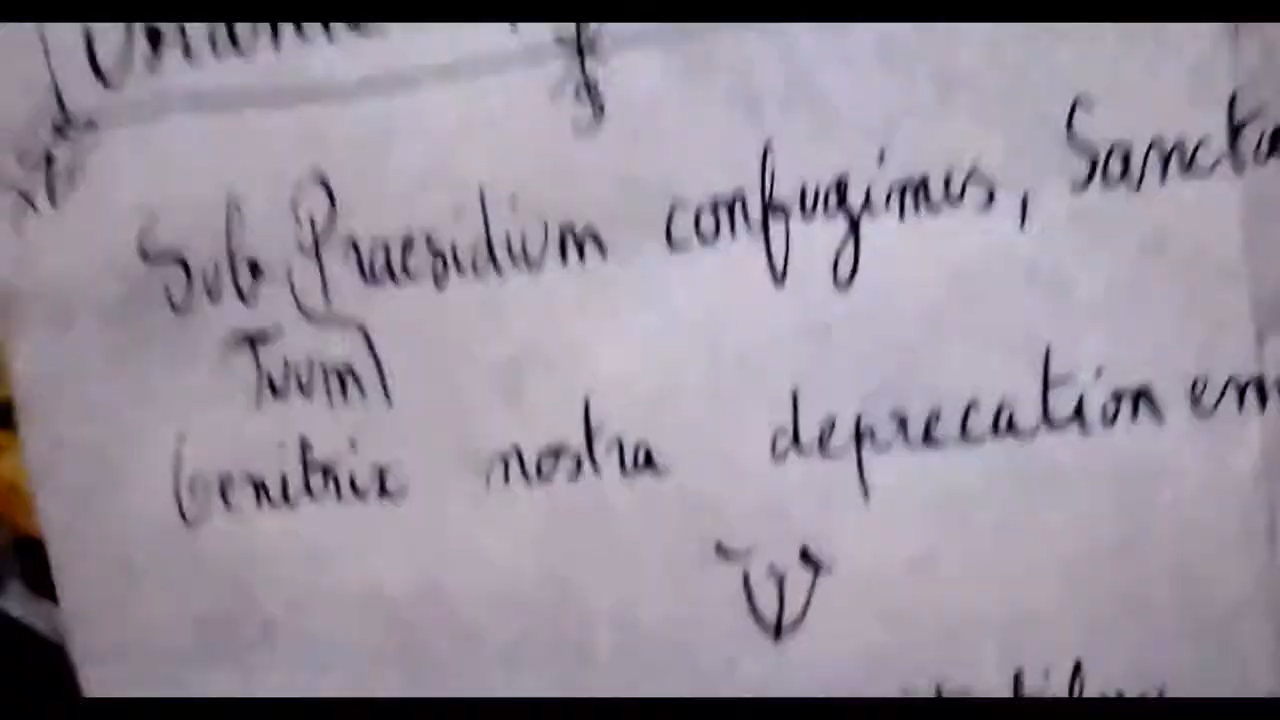 Sub Praesidium confugimus, Sancta
Tuum
Genitrix nostra deprecationem
Ψ